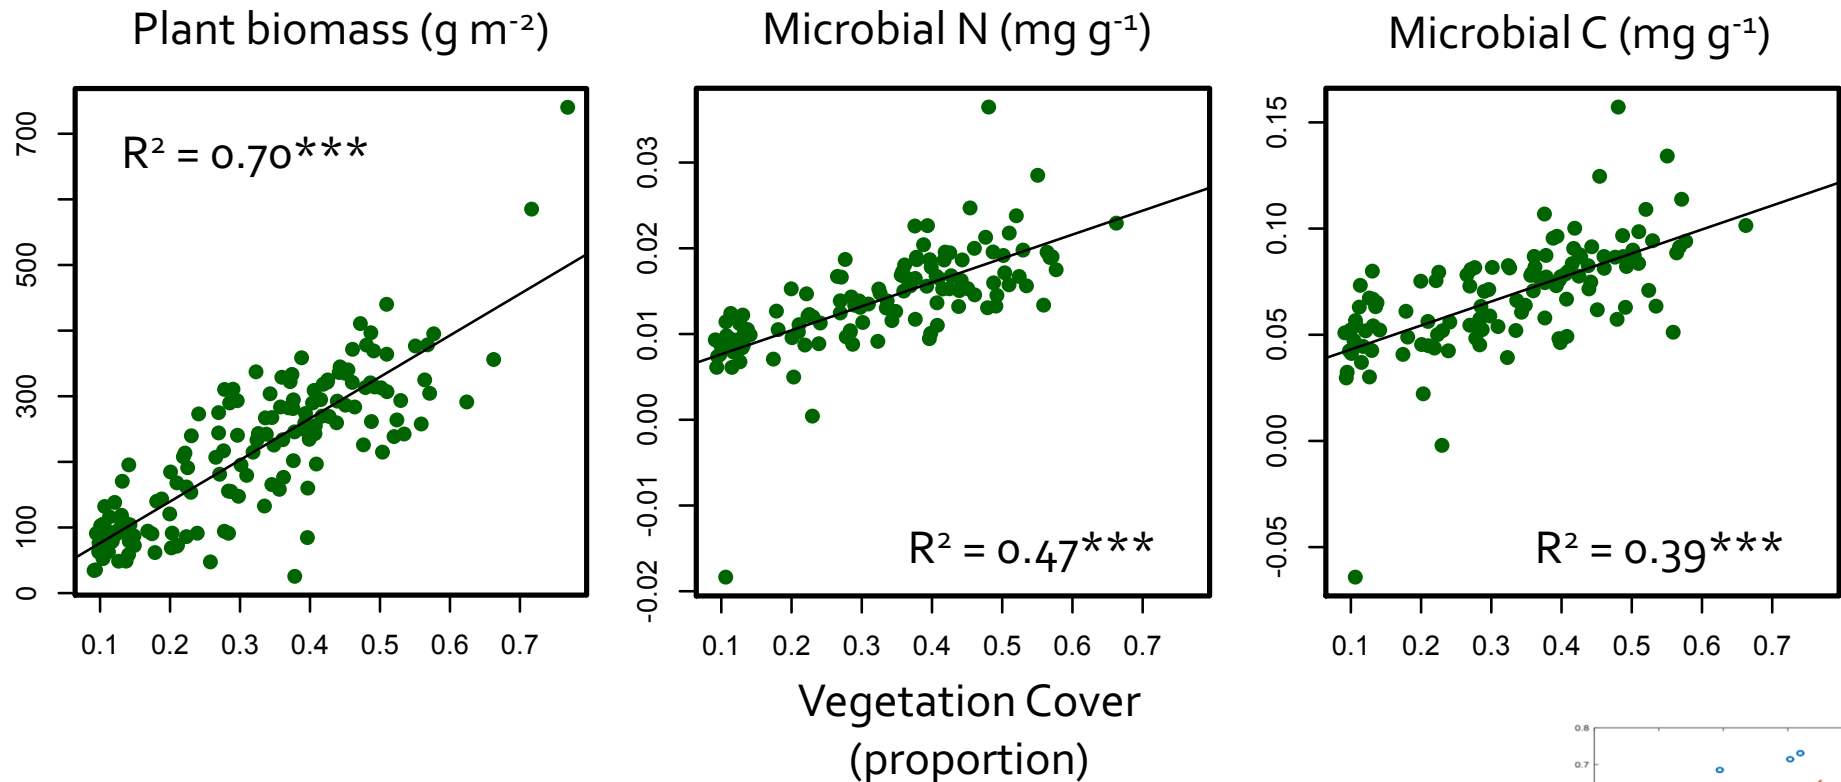 Plant biomass (g m⁻²)
Microbial N (mg g⁻¹)
Microbial C (mg g⁻¹)
R² = 0.70***
700
500
300
100
0
0.1 0.2 0.3 0.4 0.5 0.6 0.7
0.03
0.02
0.01
0.00
-0.01
-0.02
R² = 0.47***
0.1 0.2 0.3 0.4 0.5 0.6 0.7
0.15
0.10
0.05
0.00
-0.05
R² = 0.39***
0.1 0.2 0.3 0.4 0.5 0.6 0.7
Vegetation Cover
(proportion)
0.8
0.7